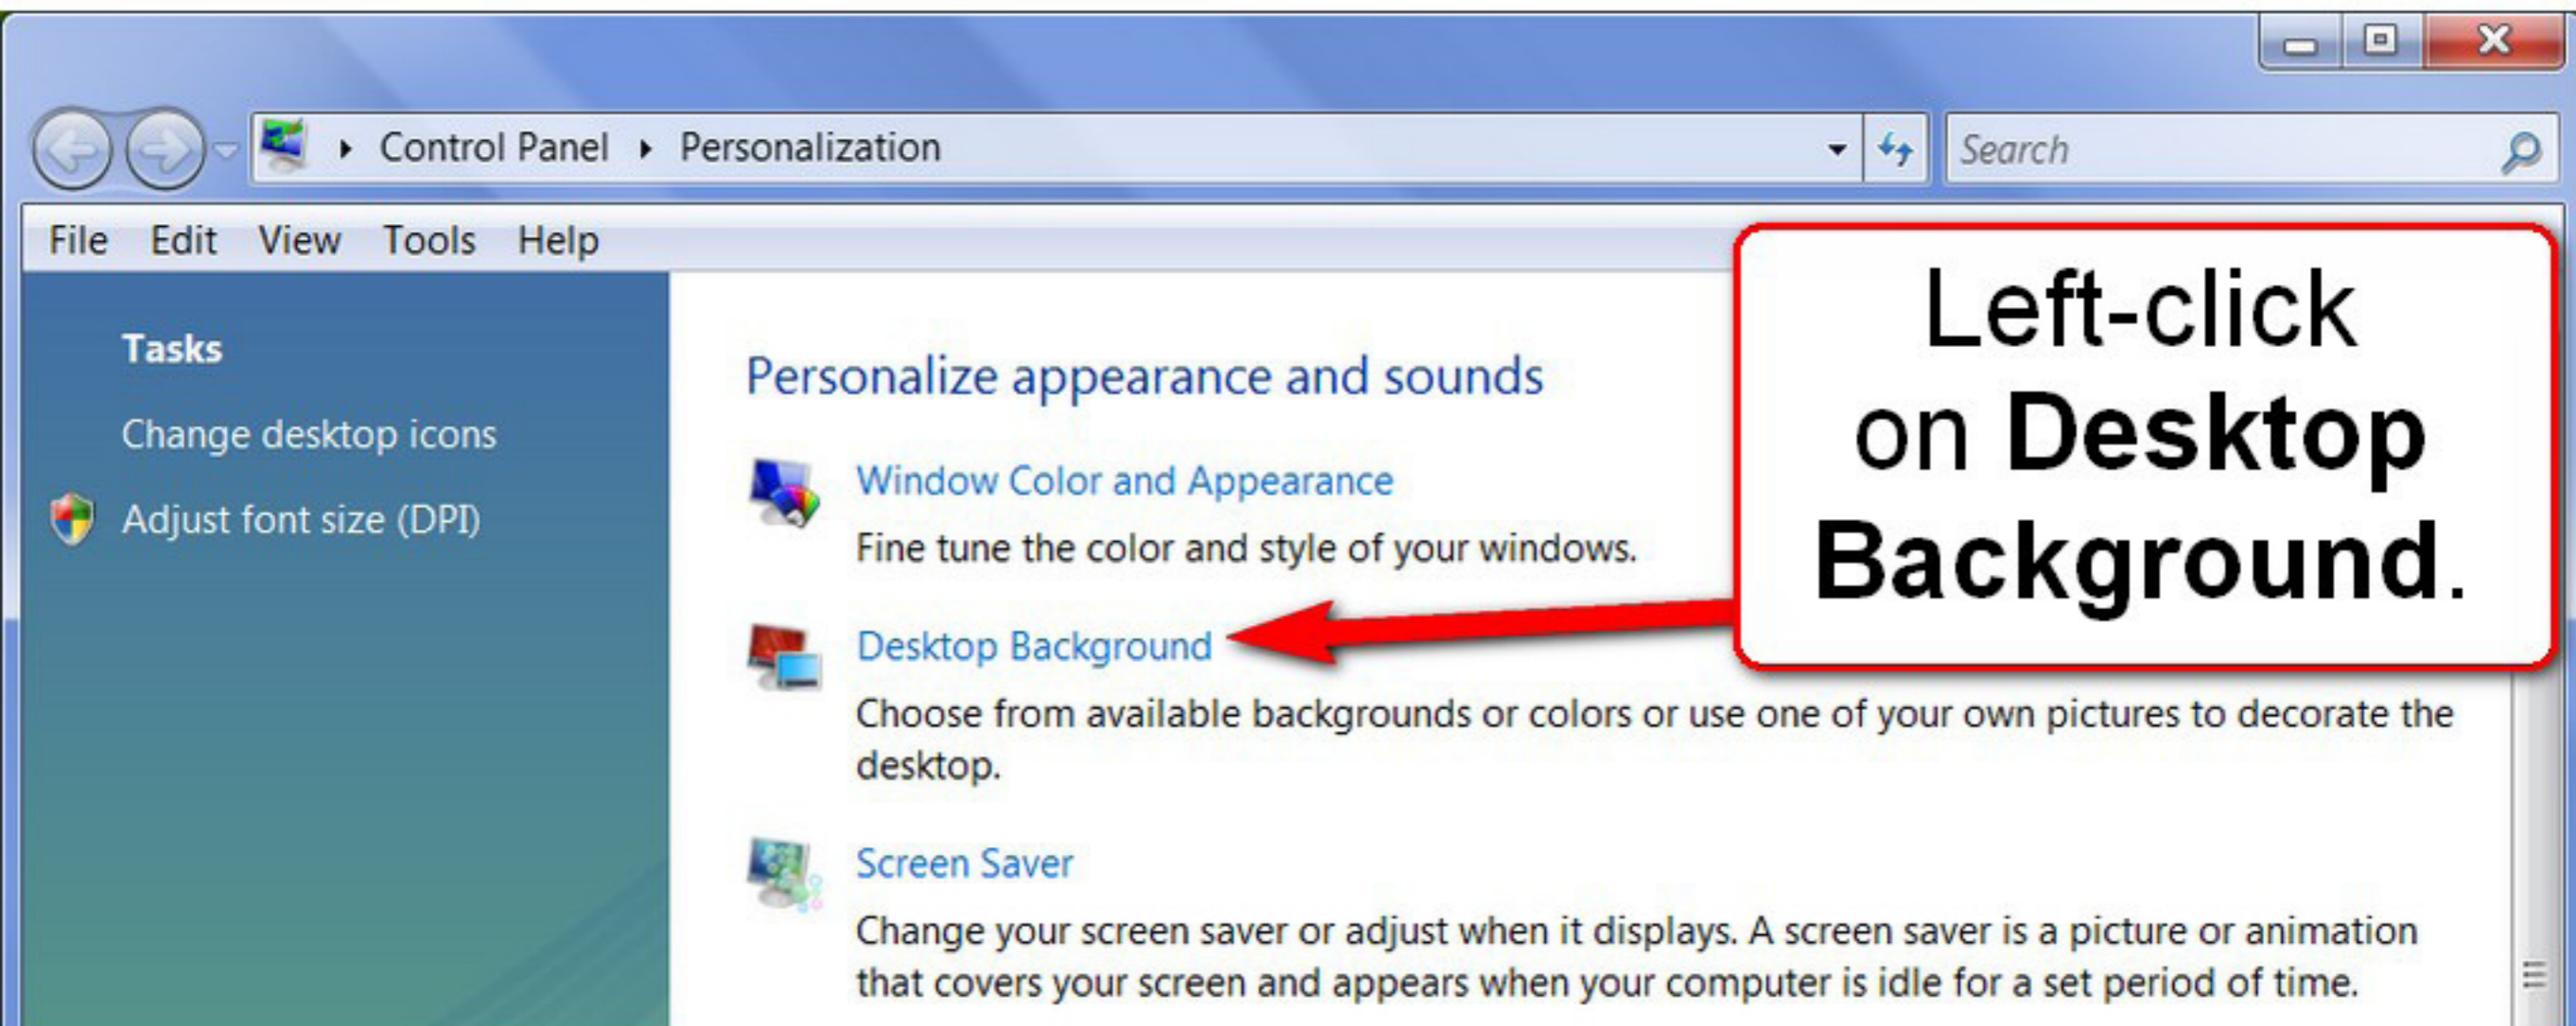 Control Panel Personalization
Search
File Edit View Tools Help
Tasks
Change desktop icons
Adjust font size (DPI)
Personalize appearance and sounds
Window Color and Appearance
Fine tune the color and style of your windows.
Desktop Background
Choose from available backgrounds or colors or use one of your own pictures to decorate the
desktop.
Screen Saver
Change your screen saver or adjust when it displays. A screen saver is a picture or animation
that covers your screen and appears when your computer is idle for a set period of time.
Left-click
on Desktop
Background.